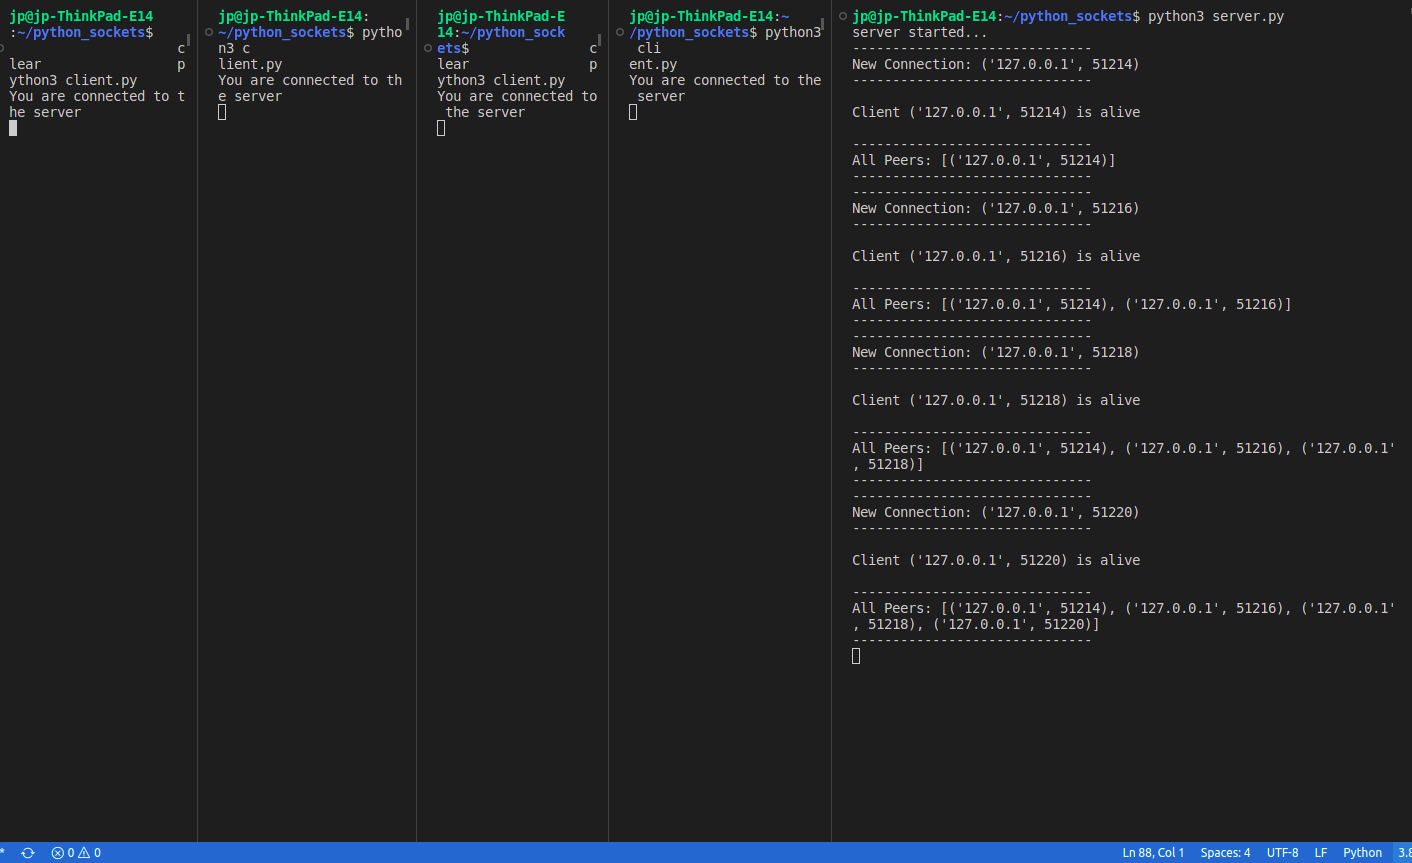 jp@jp-ThinkPad-E14
:~/python_sockets$
c
lear p
ython3 client.py
You are connected to t
he server
jp@jp-ThinkPad-E14:
~/python_sockets$ pytho
n3 c
lient.py
You are connected to th
e server
jp@jp-ThinkPad-E
14:~/python_sock
ets$ c
lear p
ython3 client.py
You are connected to
the server
jp@jp-ThinkPad-E14:~
/python_sockets$ python3
cli
ent.py
You are connected to the
server
jp@jp-ThinkPad-E14:~/python_sockets$ python3 server.py
server started...
------------------------------
New Connection: ('127.0.0.1', 51214)
------------------------------
Client ('127.0.0.1', 51214) is alive
------------------------------
All Peers: [('127.0.0.1', 51214)]
------------------------------
------------------------------
New Connection: ('127.0.0.1', 51216)
------------------------------
Client ('127.0.0.1', 51216) is alive
------------------------------
All Peers: [('127.0.0.1', 51214), ('127.0.0.1', 51216)]
------------------------------
------------------------------
New Connection: ('127.0.0.1', 51218)
------------------------------
Client ('127.0.0.1', 51218) is alive
------------------------------
All Peers: [('127.0.0.1', 51214), ('127.0.0.1', 51216), ('127.0.0.1'
, 51218)]
------------------------------
------------------------------
New Connection: ('127.0.0.1', 51220)
------------------------------
Client ('127.0.0.1', 51220) is alive
------------------------------
All Peers: [('127.0.0.1', 51214), ('127.0.0.1', 51216), ('127.0.0.1'
, 51218), ('127.0.0.1', 51220)]
------------------------------
* 0 0 Ln 88, Col 1 Spaces: 4 UTF-8 LF Python